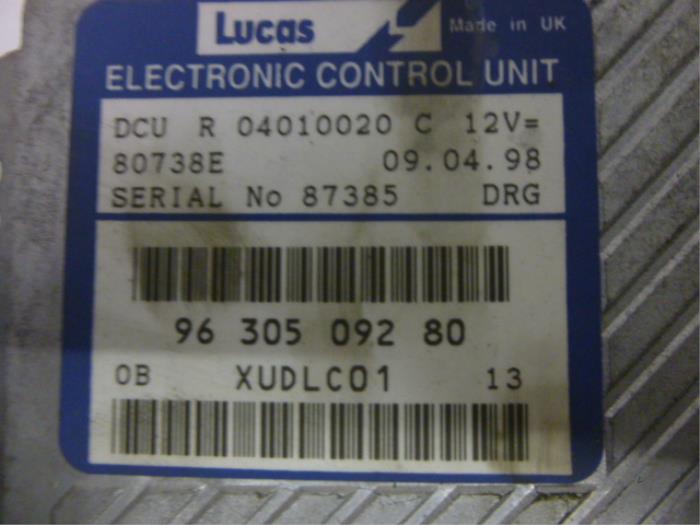 Lucas Made in UK
ELECTRONIC CONTROL UNIT
DCU R 04010020 C 12V=
80738E 09.04.98
SERIAL No 87385 DRG
96 305 092 80
0B XUDLC01 13